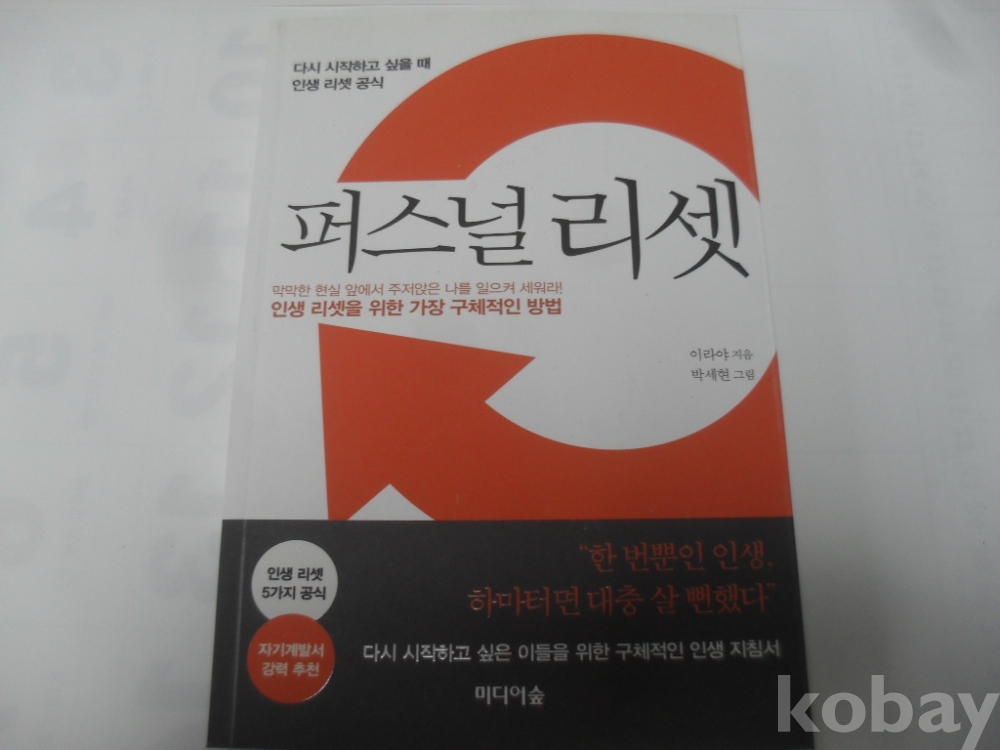 다시 시작하고 싶을 때
인생 리셋 공식
퍼스널 리셋
막막한 현실 앞에서 주저앉은 나를 일으켜 세워라!
인생 리셋을 위한 가장 구체적인 방법
이라야 지음
박세현 그림
“한 번뿐인 인생,
하마터면 대충 살 뻔했다”
인생 리셋
5가지 공식
자기계발서
강력 추천
다시 시작하고 싶은 이들을 위한 구체적인 인생 지침서
미디어숲
kobay